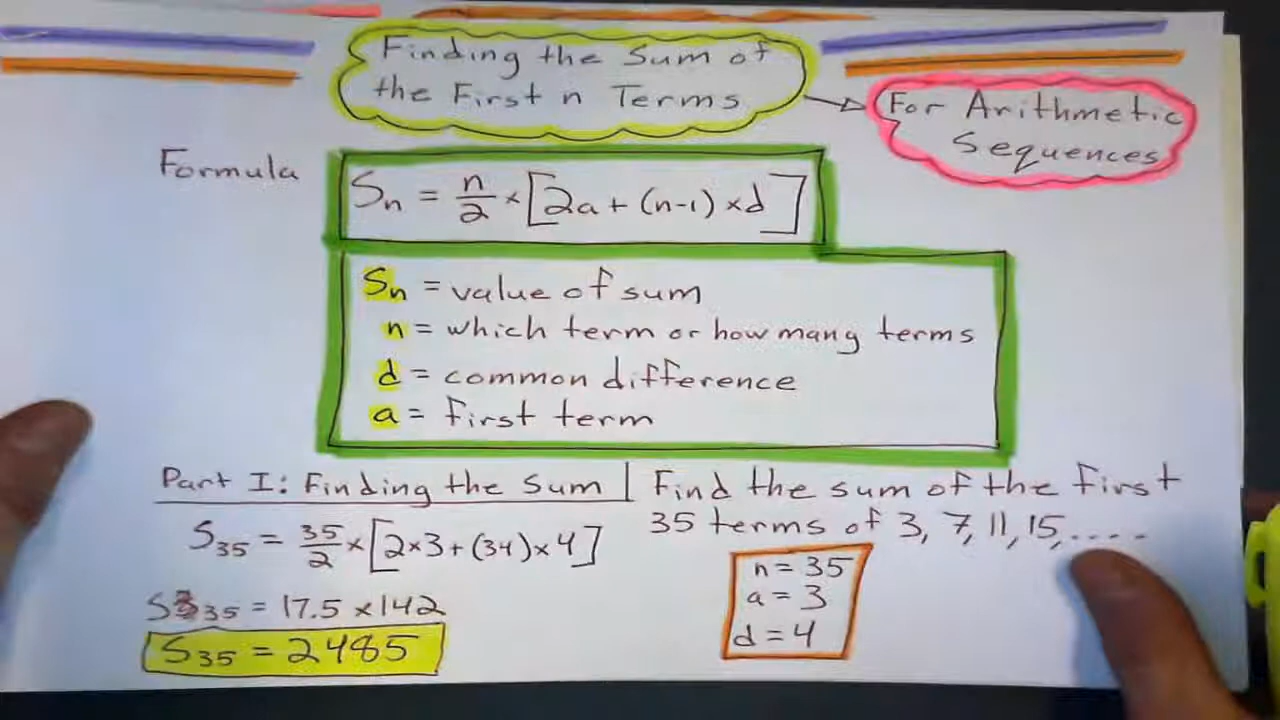 Finding the Sum of
the First n Terms
For Arithmetic
Sequences
Formula
Sn = n/2 × [2a + (n-1) × d]
Sn = value of sum
n = which term or how many terms
d = common difference
a = first term
Part I: Finding the Sum
Find the sum of the first
35 terms of 3, 7, 11, 15, ....
S35 = 35/2 × [2×3 + (34) × 4]
S35 = 17.5 × 142
S35 = 2485
n = 35
a = 3
d = 4